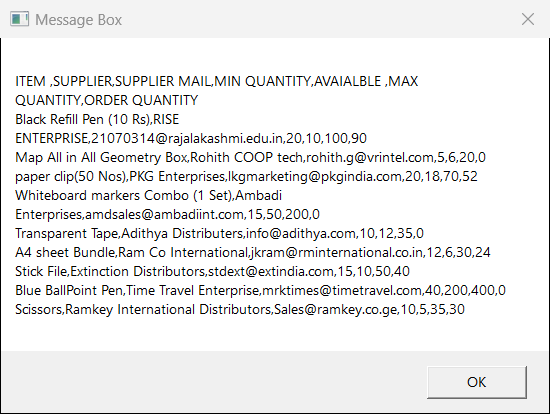 Message Box
ITEM ,SUPPLIER,SUPPLIER MAIL,MIN QUANTITY,AVAIALBLE ,MAX
QUANTITY,ORDER QUANTITY
Black Refill Pen (10 Rs),RISE
ENTERPRISE,21070314@rajalakashmi.edu.in,20,10,100,90
Map All in All Geometry Box,Rohith COOP tech,rohith.g@vrintel.com,5,6,20,0
paper clip(50 Nos),PKG Enterprises,lkgmarketing@pkgindia.com,20,18,70,52
Whiteboard markers Combo (1 Set),Ambadi
Enterprises,amdsales@ambadiint.com,15,50,200,0
Transparent Tape,Adithya Distributers,info@adithya.com,10,12,35,0
A4 sheet Bundle,Ram Co International,jkram@rminternational.co.in,12,6,30,24
Stick File,Extinction Distributors,stdext@extindia.com,15,10,50,40
Blue BallPoint Pen,Time Travel Enterprise,mrktimes@timetravel.com,40,200,400,0
Scissors,Ramkey International Distributors,Sales@ramkey.co.ge,10,5,35,30
OK